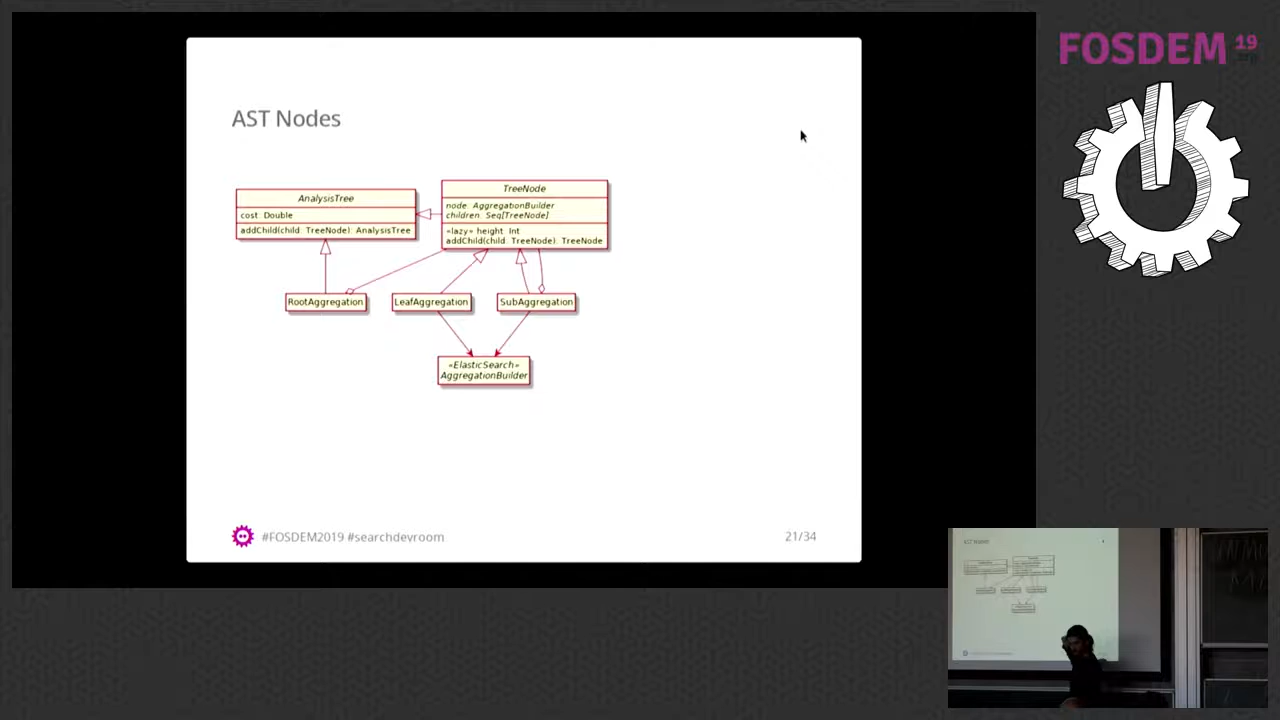 FOSDEM 19
.org
AST Nodes
AnalysisTree
cost: Double
addChild(child: TreeNode): AnalysisTree
TreeNode
node: AggregationBuilder
children: Seq[TreeNode]
«lazy» height: Int
addChild(child: TreeNode): TreeNode
RootAggregation
LeafAggregation
SubAggregation
«ElasticSearch»
AggregationBuilder
#FOSDEM2019 #searchdevroom
21/34